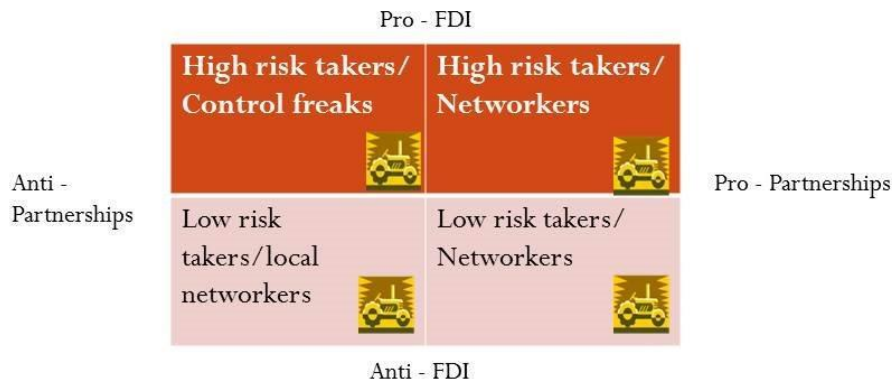 Pro - FDI
High risk takers/
Control freaks
High risk takers/
Networkers
Anti -
Partnerships
Pro - Partnerships
Low risk
takers/local
networkers
Low risk takers/
Networkers
Anti - FDI